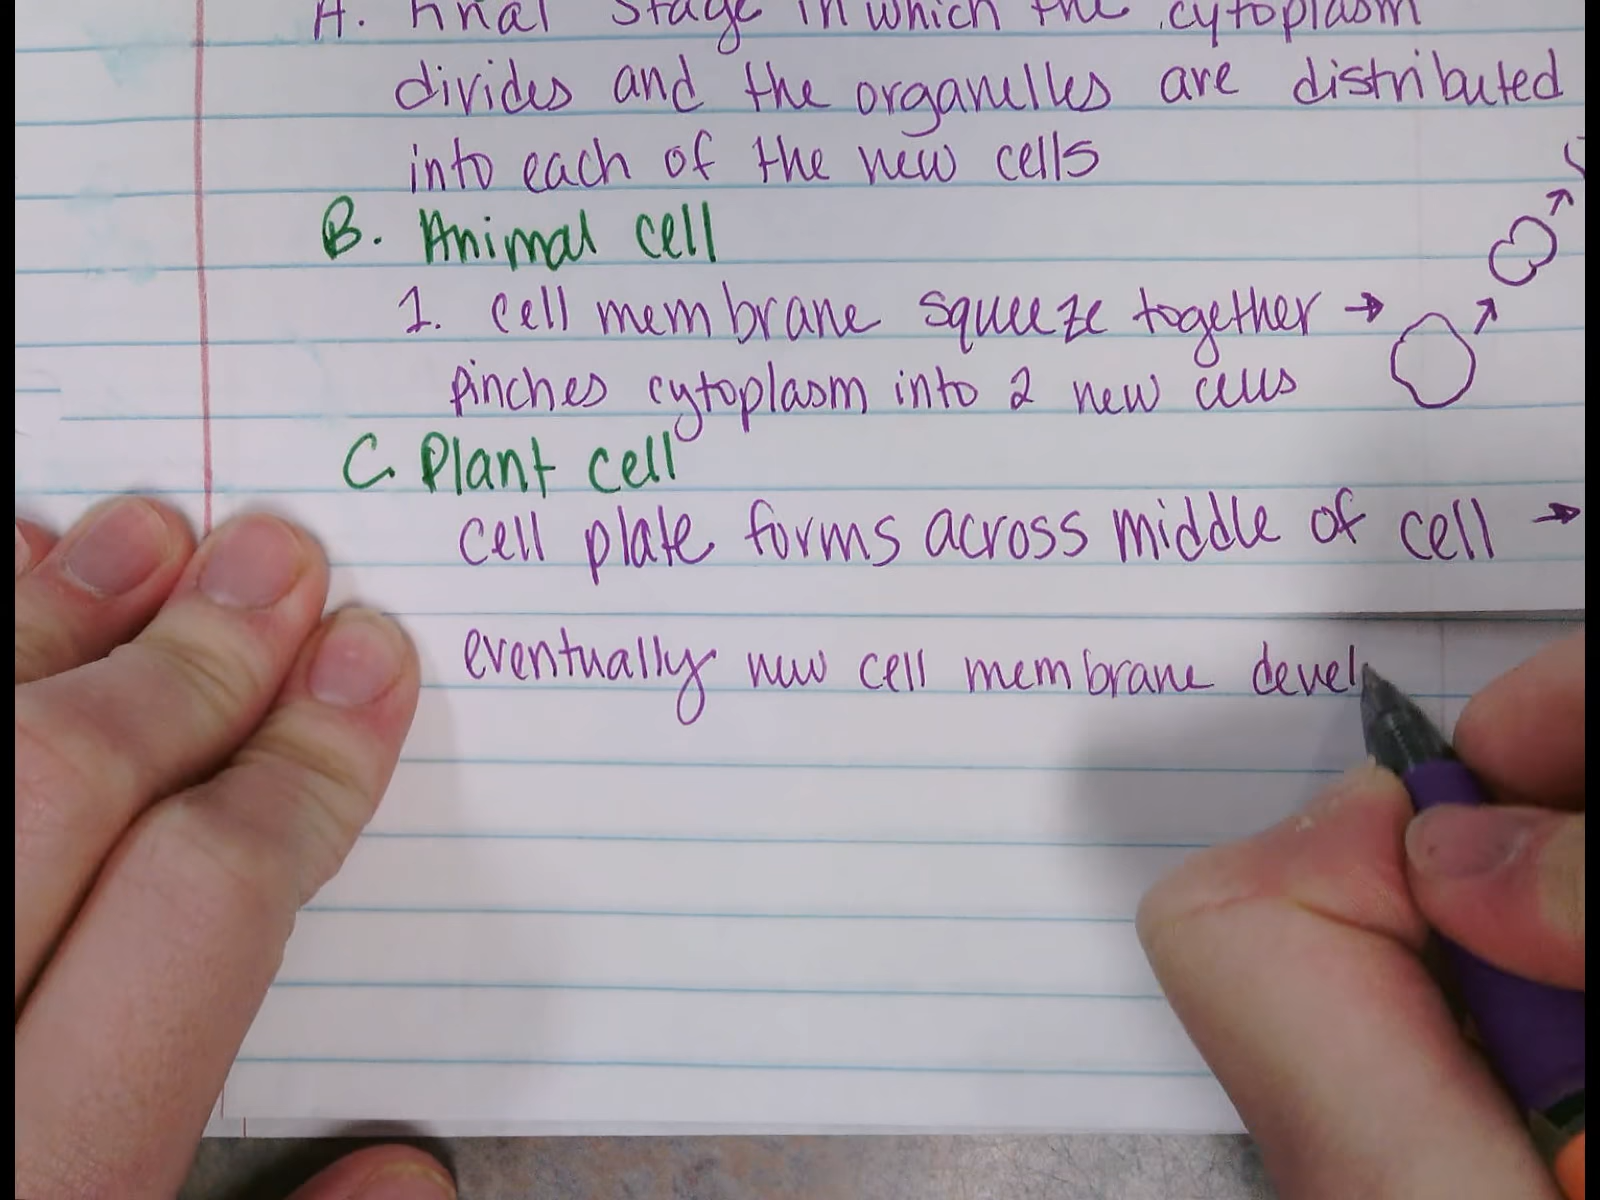 A. final stage in which the cytoplasm
divides and the organelles are distributed
into each of the new cells
B. Animal cell
1. cell membrane squeeze together →
pinches cytoplasm into 2 new cells
C. Plant cell
cell plate forms across middle of cell →
eventually new cell membrane devel